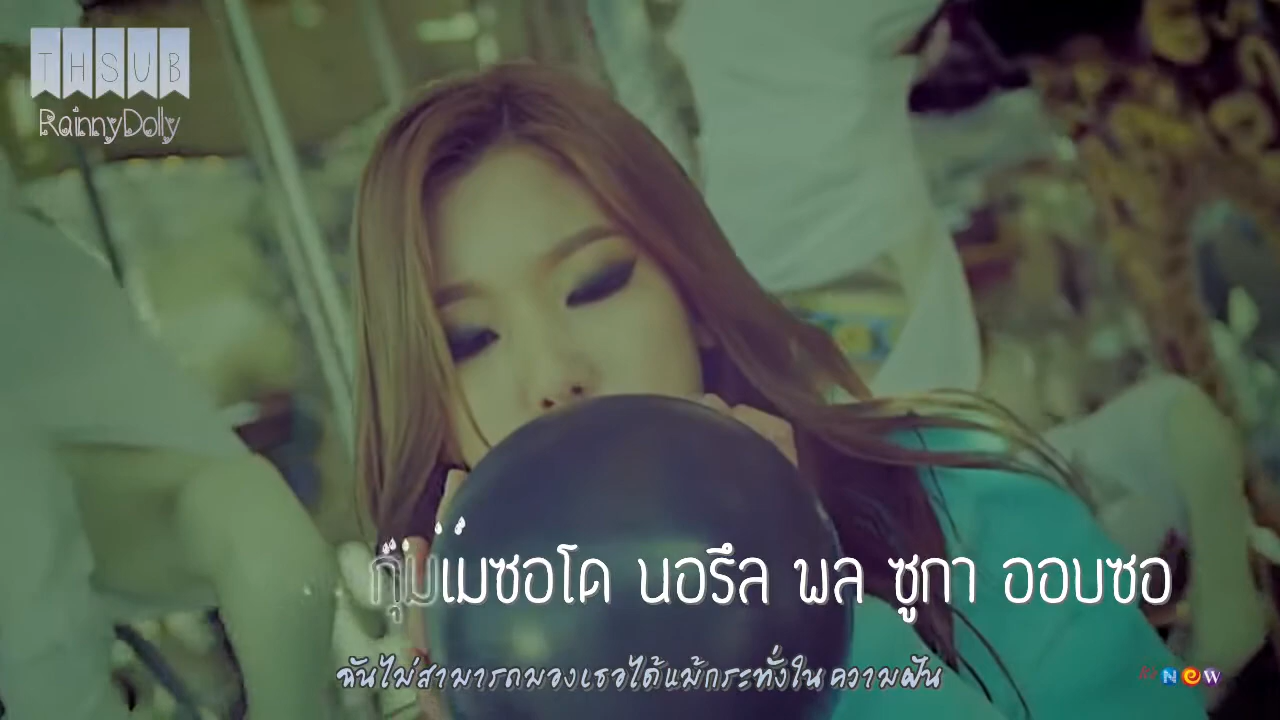 THSUB
RainnyDolly
กุ่มเมซอโด นอรึล พล ซูกา ออบซอ
ฉันไม่สามารถมองเธอได้แม้กระทั่งใน ความฝัน
NEW